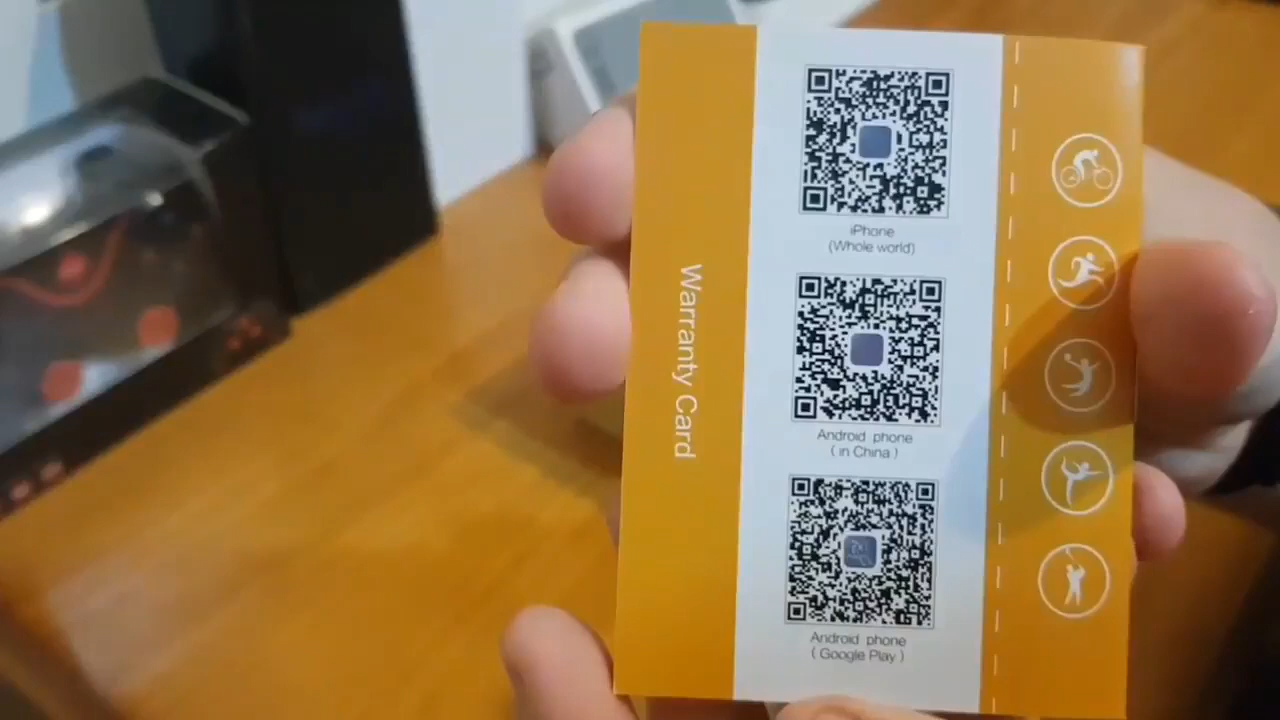 Warranty Card
iPhone
(Whole world)
Android phone
( in China )
Android phone
( Google Play )